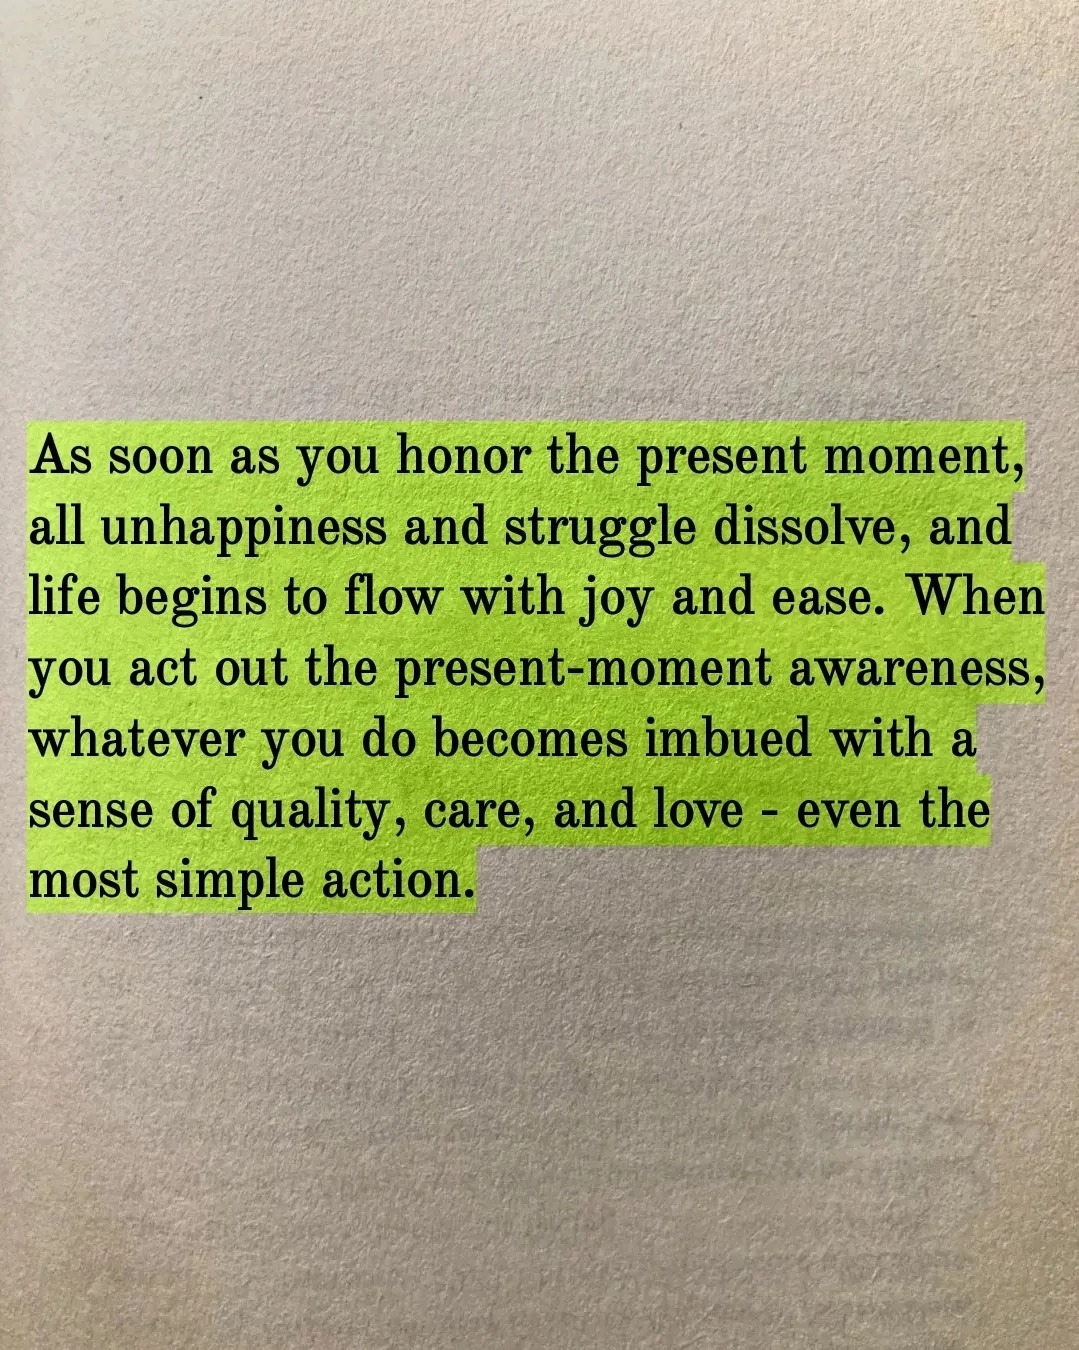 As soon as you honor the present moment,
all unhappiness and struggle dissolve, and
life begins to flow with joy and ease. When
you act out the present-moment awareness,
whatever you do becomes imbued with a
sense of quality, care, and love - even the
most simple action.